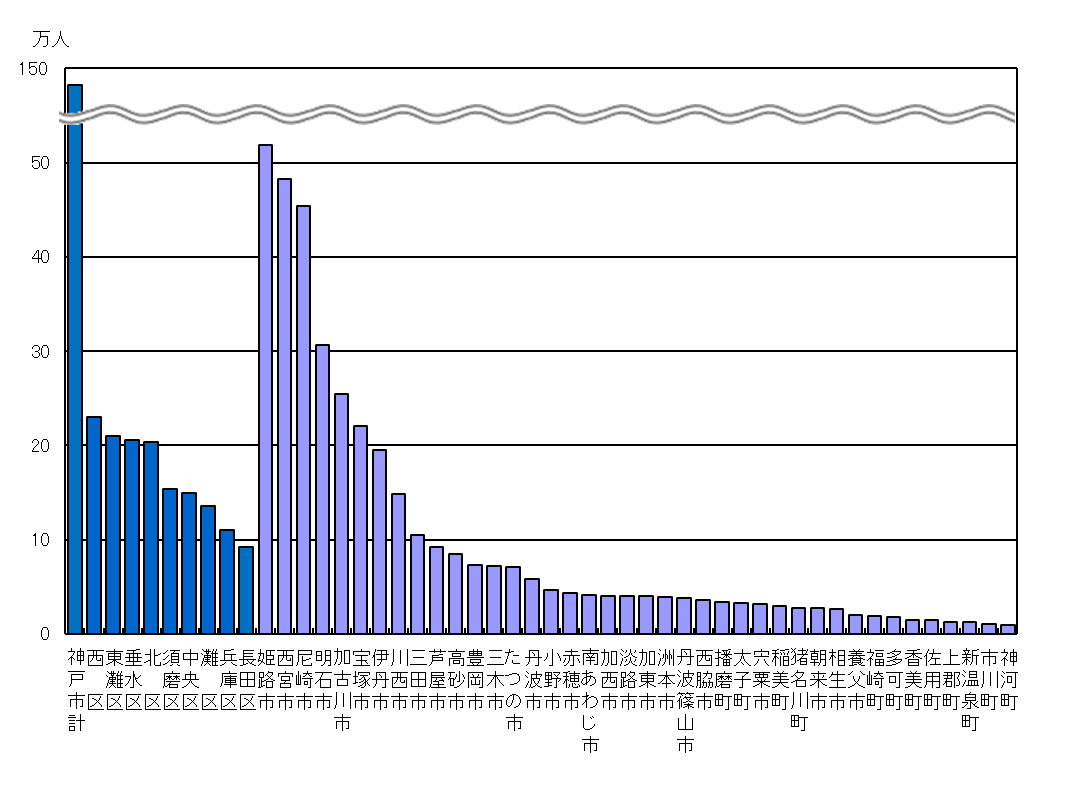 万人
150
50
40
30
20
10
0
神戸市計
西区
東灘区
垂水区
北区
須磨区
中央区
灘区
兵庫区
長田区
姫路市
西宮市
尼崎市
明石市
加古川市
宝塚市
伊丹市
川西市
三田市
芦屋市
高砂市
豊岡市
三木市
たつの市
丹波市
小野市
赤穂市
南あわじ市
加西市
淡路市
加東市
洲本市
丹波篠山市
西脇市
播磨町
太子町
宍粟市
稲美町
猪名川町
朝来市
相生市
養父市
福崎町
多可町
香美町
佐用町
上郡町
新温泉町
市川町
神河町